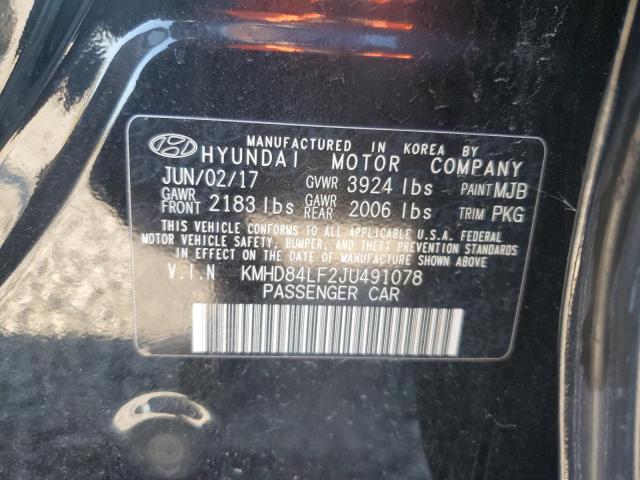 MANUFACTURED IN KOREA BY
HYUNDAI MOTOR COMPANY
JUN/02/17 GVWR 3924 lbs PAINT MJB
GAWR FRONT 2183 lbs GAWR REAR 2006 lbs TRIM PKG
THIS VEHICLE CONFORMS TO ALL APPLICABLE U.S.A. FEDERAL
MOTOR VEHICLE SAFETY, BUMPER, AND THEFT PREVENTION STANDARDS
IN EFFECT ON THE DATE OF MANUFACTURE SHOWN ABOVE
V.I.N KMHD84LF2JU491078
PASSENGER CAR